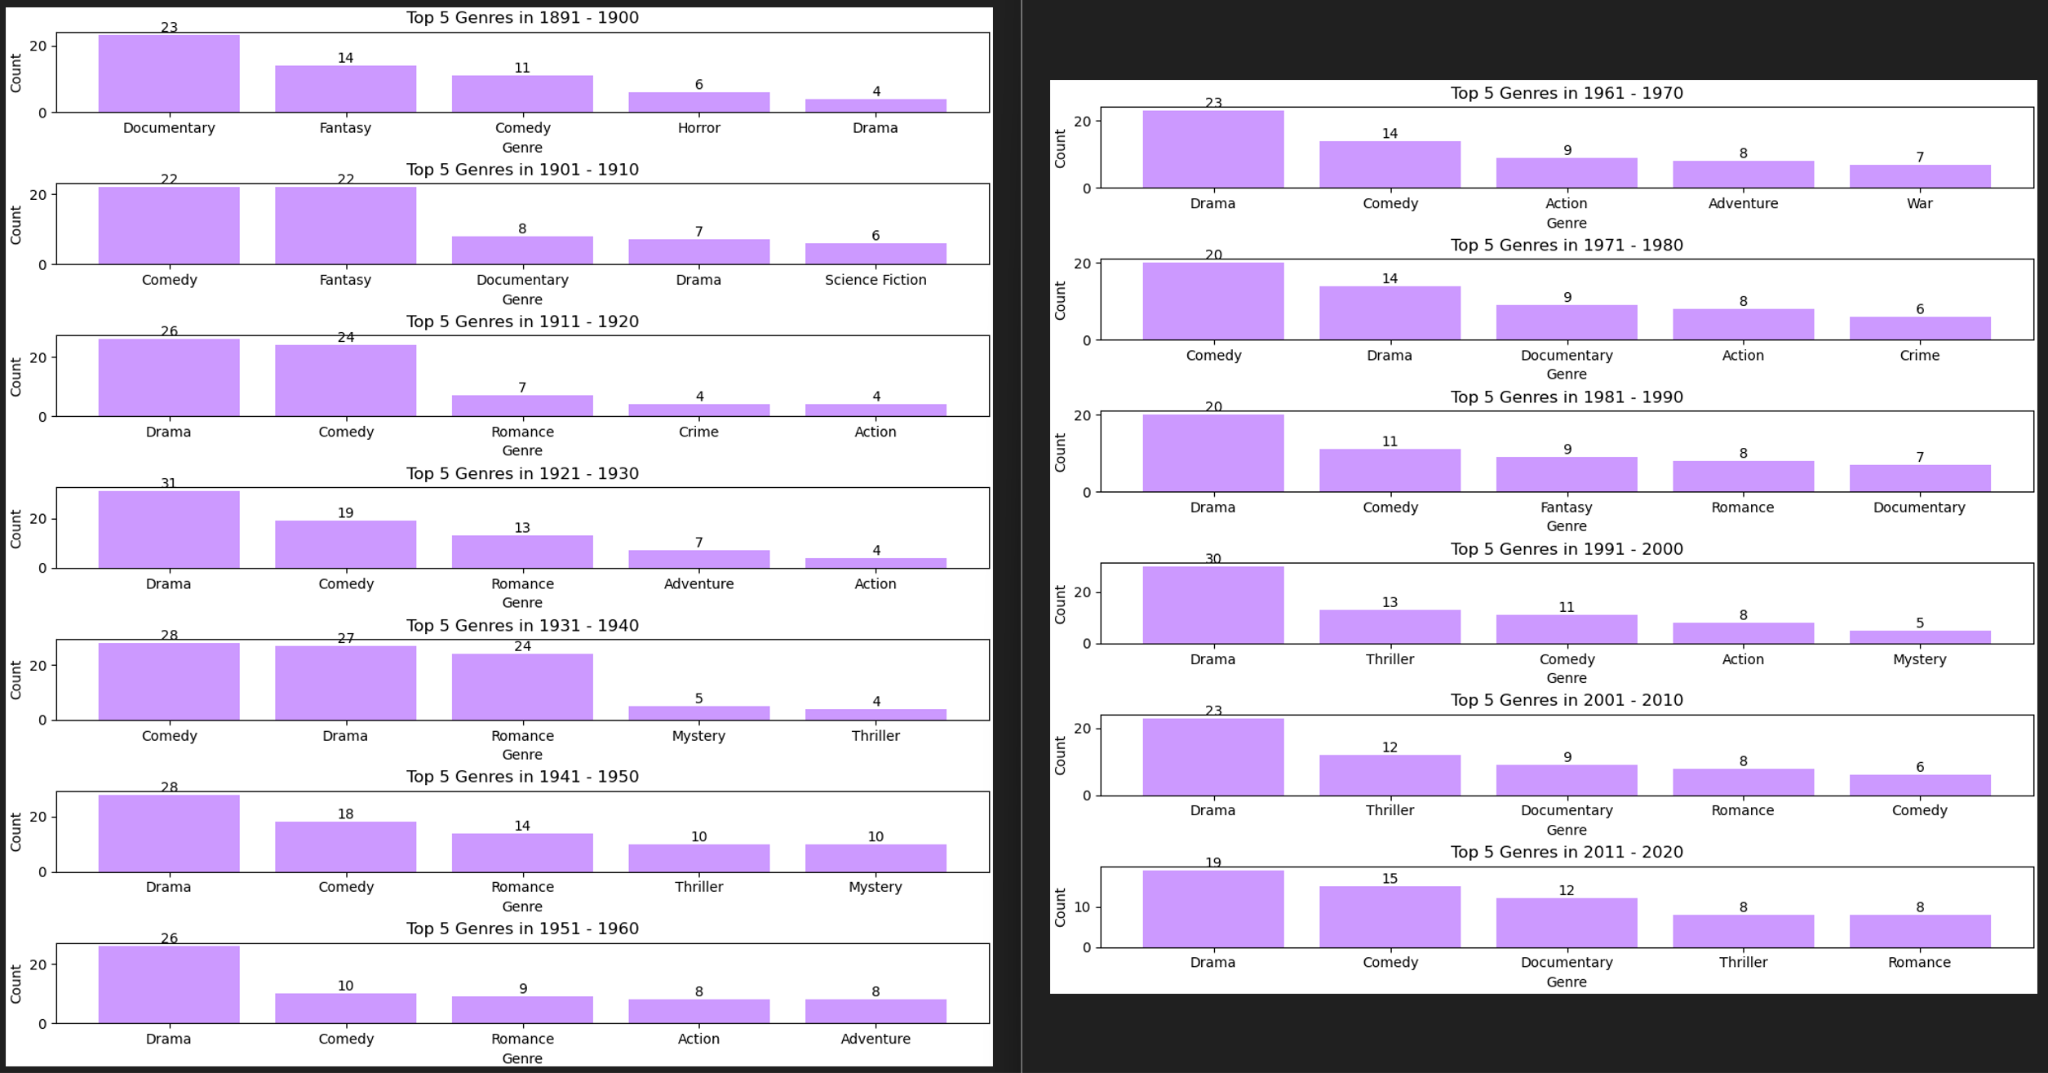 Top 5 Genres in 1891 - 1900
23
14
11
6
4
20
0
Count
Documentary Fantasy Comedy Horror Drama
Genre
Top 5 Genres in 1901 - 1910
22
22
8
7
6
20
0
Count
Comedy Fantasy Documentary Drama Science Fiction
Genre
Top 5 Genres in 1911 - 1920
26
24
7
4
4
20
0
Count
Drama Comedy Romance Crime Action
Genre
Top 5 Genres in 1921 - 1930
31
19
13
7
4
20
0
Count
Drama Comedy Romance Adventure Action
Genre
Top 5 Genres in 1931 - 1940
28
27
24
5
4
20
0
Count
Comedy Drama Romance Mystery Thriller
Genre
Top 5 Genres in 1941 - 1950
28
18
14
10
10
20
0
Count
Drama Comedy Romance Thriller Mystery
Genre
Top 5 Genres in 1951 - 1960
26
10
9
8
8
20
0
Count
Drama Comedy Romance Action Adventure
Genre
Top 5 Genres in 1961 - 1970
23
14
9
8
7
20
0
Count
Drama Comedy Action Adventure War
Genre
Top 5 Genres in 1971 - 1980
20
14
9
8
6
20
0
Count
Comedy Drama Documentary Action Crime
Genre
Top 5 Genres in 1981 - 1990
20
11
9
8
7
20
0
Count
Drama Comedy Fantasy Romance Documentary
Genre
Top 5 Genres in 1991 - 2000
30
13
11
8
5
20
0
Count
Drama Thriller Comedy Action Mystery
Genre
Top 5 Genres in 2001 - 2010
23
12
9
8
6
20
0
Count
Drama Thriller Documentary Romance Comedy
Genre
Top 5 Genres in 2011 - 2020
19
15
12
8
8
10
0
Count
Drama Comedy Documentary Thriller Romance
Genre